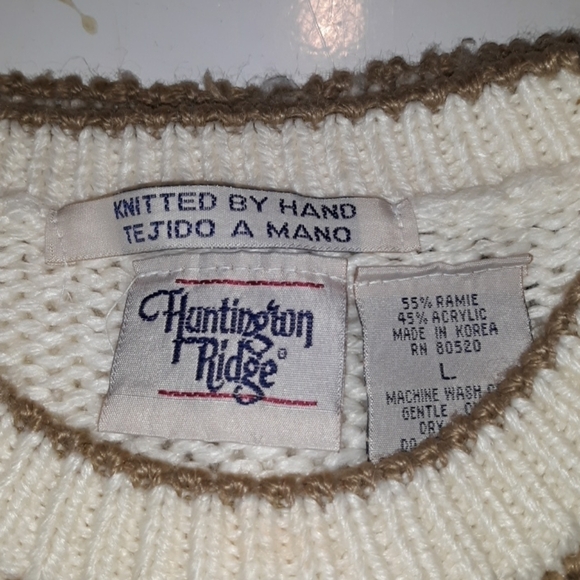 KNITTED BY HAND
TEJIDO A MANO
Huntington
Ridge®
55% RAMIE
45% ACRYLIC
MADE IN KOREA
RN 80520
L
MACHINE WASH
GENTLE
DRY